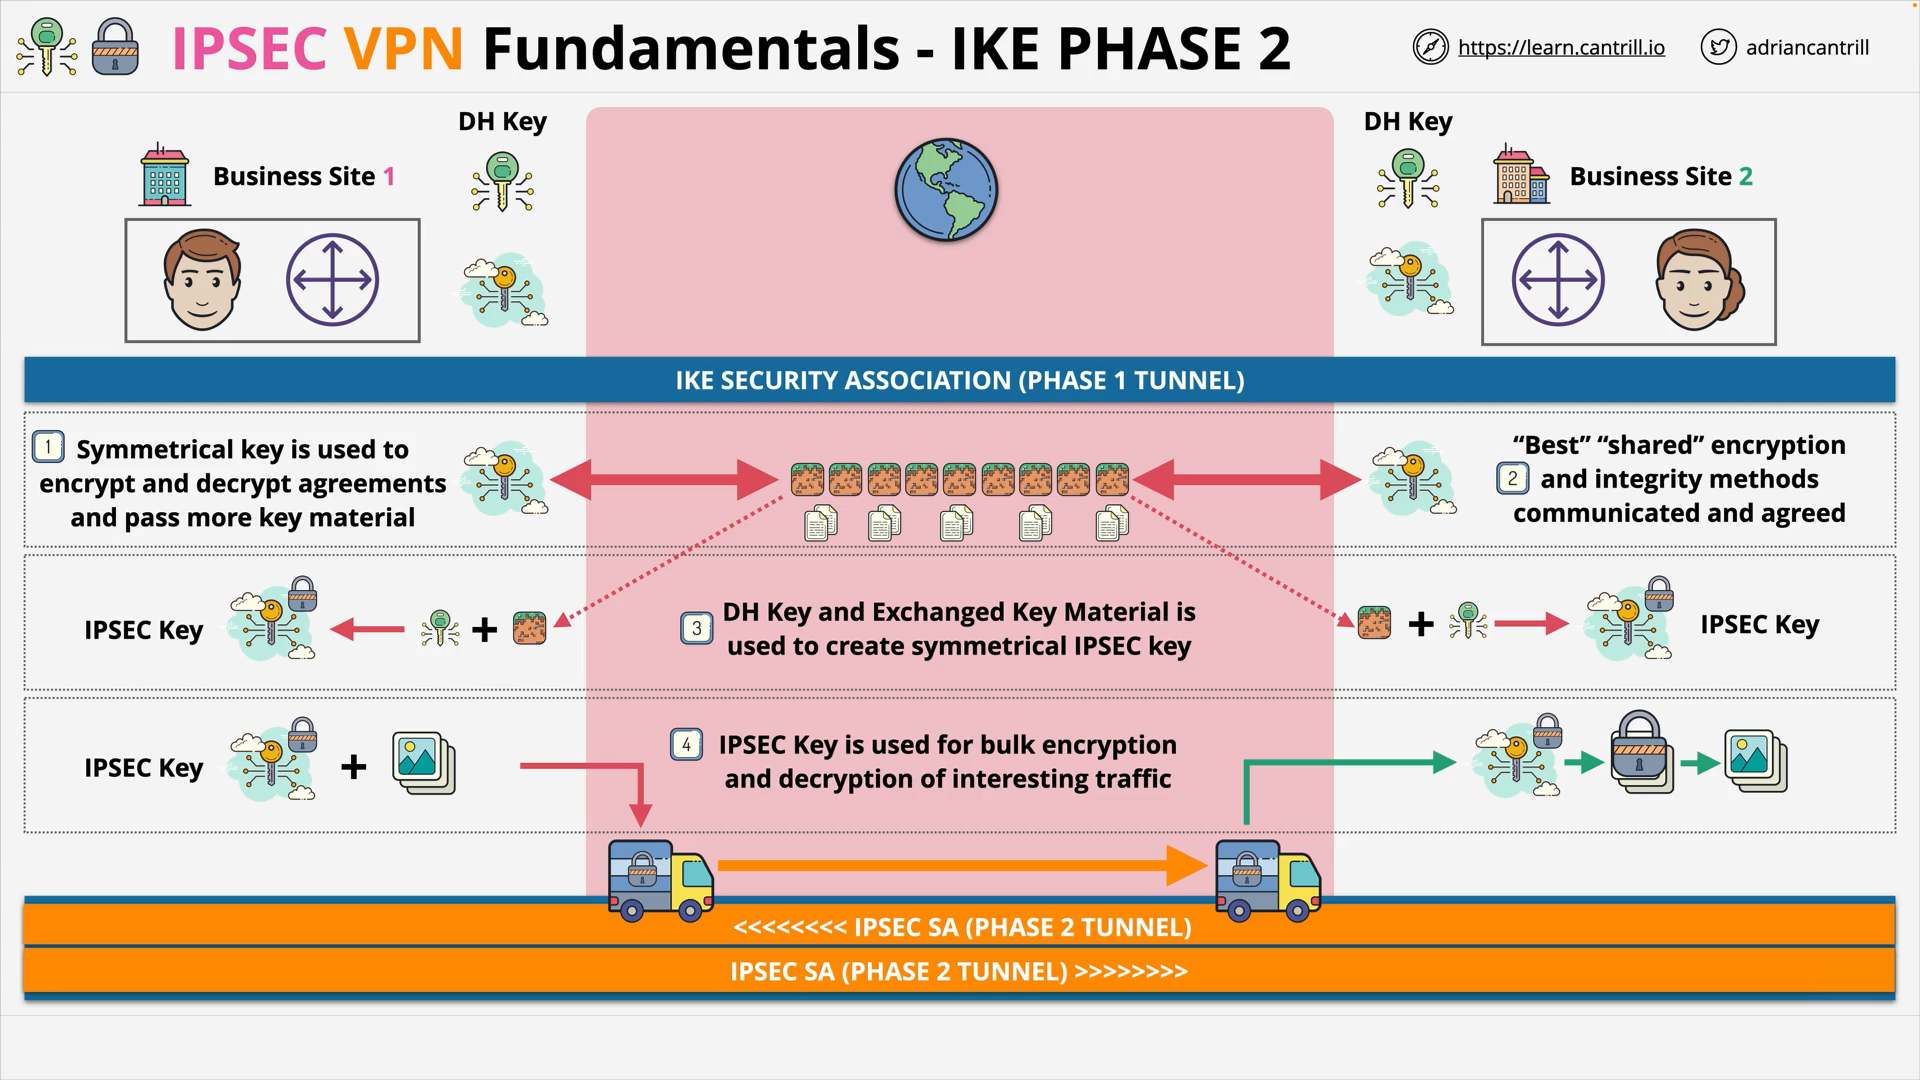 IPSEC VPN Fundamentals - IKE PHASE 2
https://learn.cantrill.io
adriancantrill
DH Key
DH Key
Business Site 1
Business Site 2
IKE SECURITY ASSOCIATION (PHASE 1 TUNNEL)
1
Symmetrical key is used to
encrypt and decrypt agreements
and pass more key material
2
“Best” “shared” encryption
and integrity methods
communicated and agreed
IPSEC Key
+
3
DH Key and Exchanged Key Material is
used to create symmetrical IPSEC key
+
IPSEC Key
IPSEC Key
+
4
IPSEC Key is used for bulk encryption
and decryption of interesting traffic
<<<<<<<< IPSEC SA (PHASE 2 TUNNEL)
IPSEC SA (PHASE 2 TUNNEL) >>>>>>>>